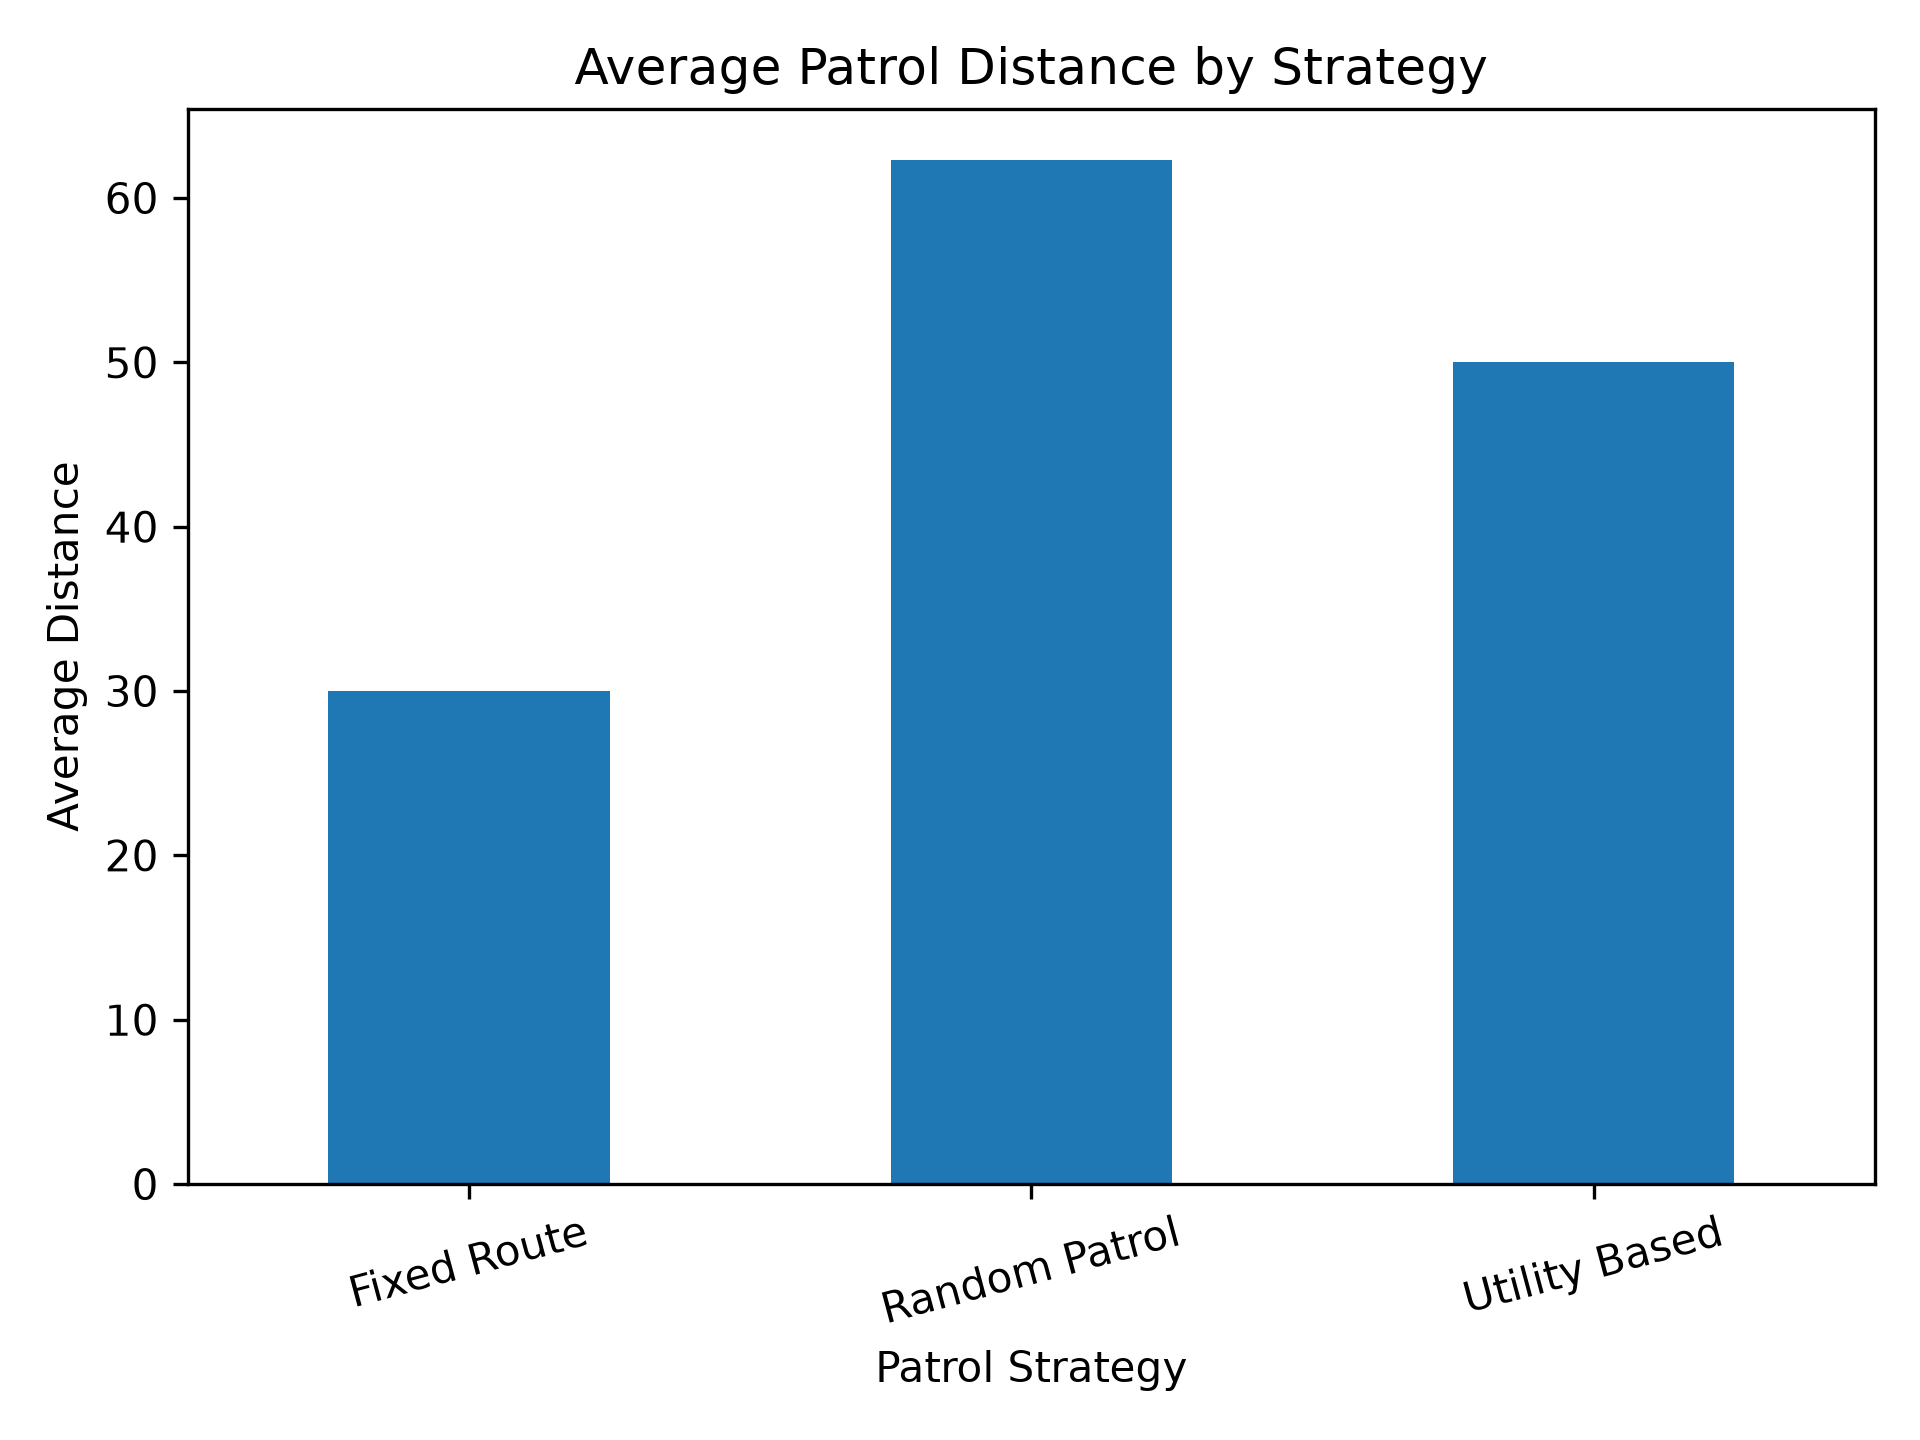 Average Patrol Distance by Strategy
60
50
40
30
20
10
0
Average Distance
Fixed Route
Random Patrol
Utility Based
Patrol Strategy